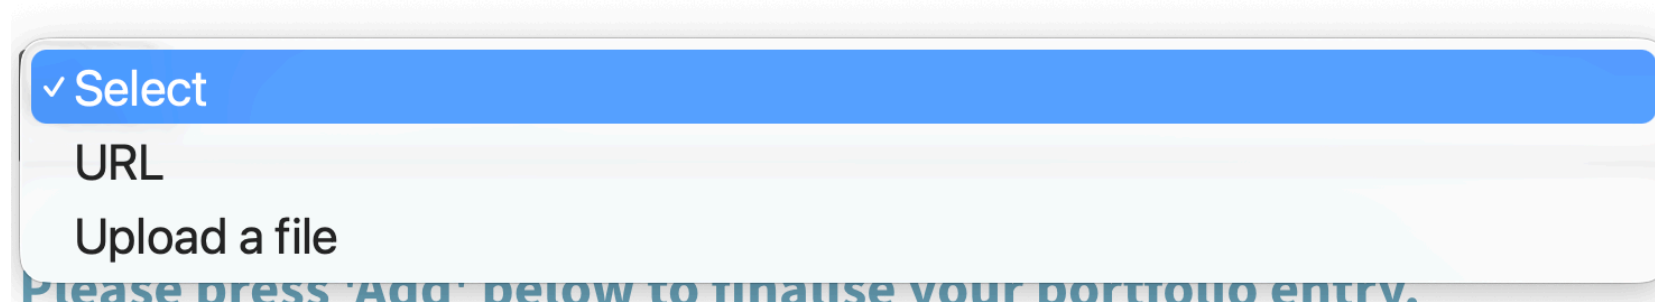 ✓ Select
URL
Upload a file
Please press 'Add' below to finalise your portfolio entry.